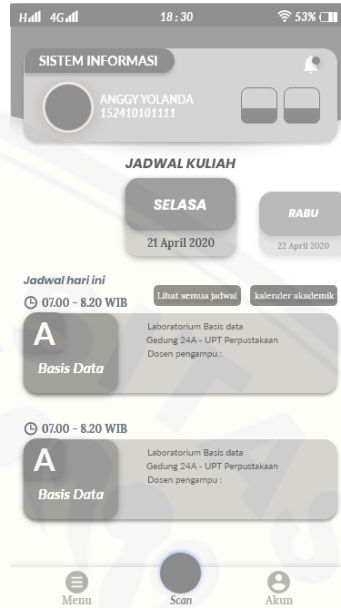 H 4G 18:30 53%
SISTEM INFORMASI
ANGGY YOLANDA
152410101111
JADWAL KULIAH
SELASA
21 April 2020
RABU
22 April 2020
Jadwal hari ini
07.00 - 8.20 WIB
Lihat semua jadwal
kalender akademik
A
Basis Data
Laboratorium Basis data
Gedung 24A - UPT Perpustakaan
Dosen pengampu :
07.00 - 8.20 WIB
A
Basis Data
Laboratorium Basis data
Gedung 24A - UPT Perpustakaan
Dosen pengampu :
Menu
Scan
Akun